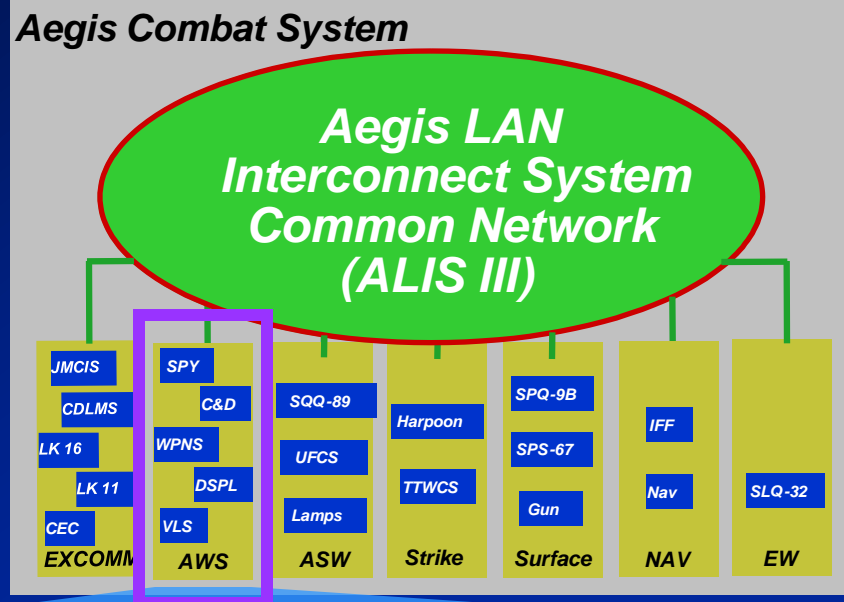 Aegis Combat System
Aegis LAN
Interconnect System
Common Network
(ALIS III)
JMCIS
CDLMS
LK 16
LK 11
CEC
EXCOMM
SPY
C&D
WPNS
DSPL
VLS
AWS
SQQ-89
UFCS
Lamps
ASW
Harpoon
TTWCS
Strike
SPQ-9B
SPS-67
Gun
Surface
IFF
Nav
NAV
SLQ-32
EW